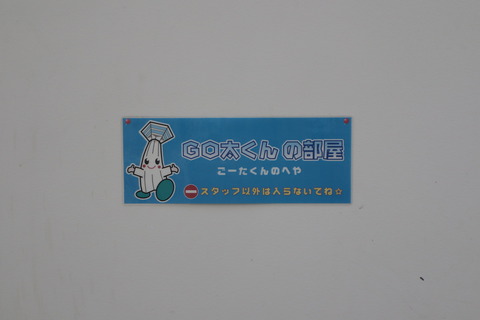 GO太くんの部屋
ごーたくんのへや
スタッフ以外は入らないでね☆